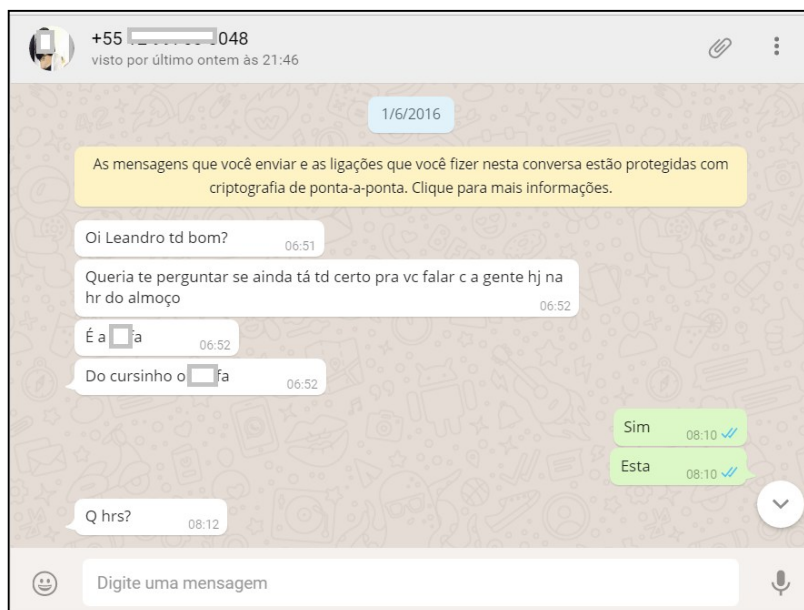 +55 048
visto por último ontem às 21:46
1/6/2016
As mensagens que você enviar e as ligações que você fizer nesta conversa estão protegidas com
criptografia de ponta-a-ponta. Clique para mais informações.
Oi Leandro td bom?
06:51
Queria te perguntar se ainda tá td certo pra vc falar c a gente hj na
hr do almoço
06:52
É a a
06:52
Do cursinho o fa
06:52
Sim
08:10
Esta
08:10
Q hrs?
08:12
Digite uma mensagem